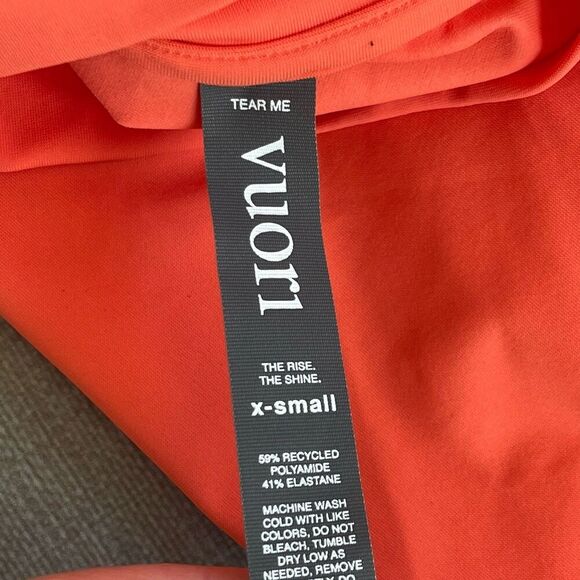 TEAR ME
vuori
THE RISE.
THE SHINE.
x-small
59% RECYCLED
POLYAMIDE
41% ELASTANE
MACHINE WASH
COLD WITH LIKE
COLORS, DO NOT
BLEACH, TUMBLE
DRY LOW AS
NEEDED, REMOVE
DO